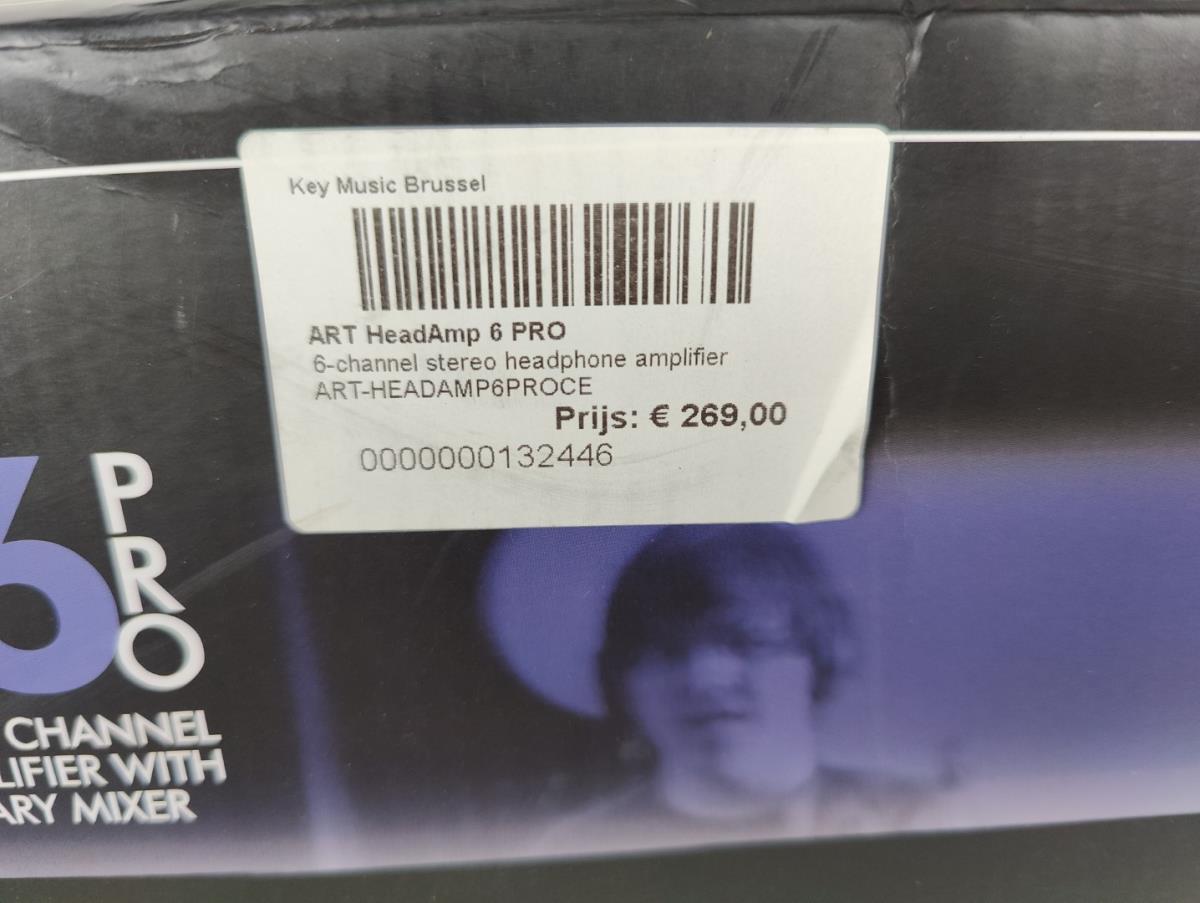 Key Music Brussel
ART HeadAmp 6 PRO
6-channel stereo headphone amplifier
ART-HEADAMP6PROCE
Prijs: € 269,00
0000000132446
6 PRO
CHANNEL
LIFIER WITH
ARY MIXER